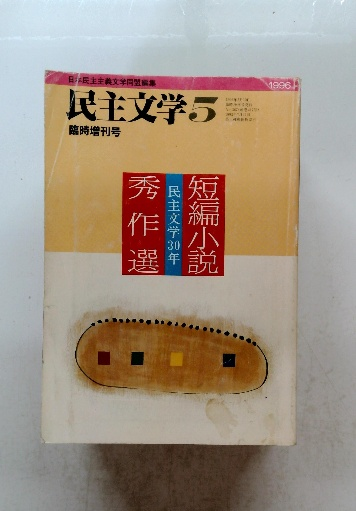 日本民主主義文学同盟編集
1996
民主文学5
臨時増刊号
短編小説
民主文学30年
秀作選